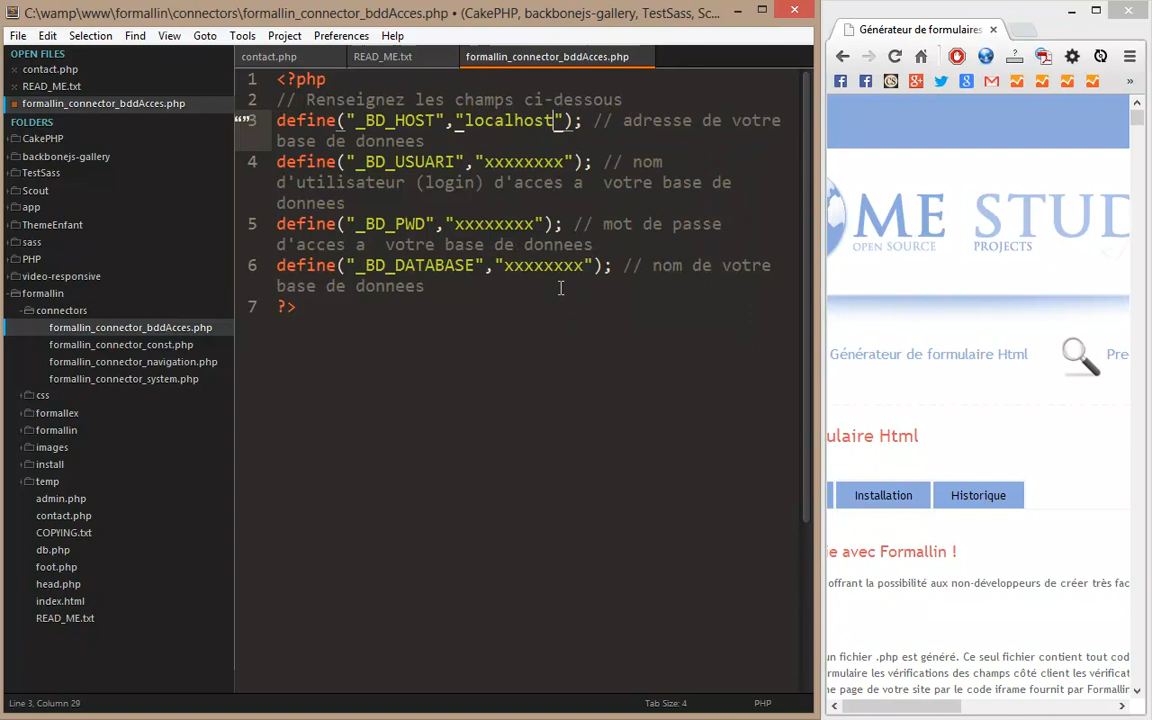 C:\wamp\www\formallin\connectors\formallin_connector_bddAcces.php • (CakePHP, backbonejs-gallery, TestSass, Sc...
File Edit Selection Find View Goto Tools Project Preferences Help
OPEN FILES
contact.php
READ_ME.txt
formallin_connector_bddAcces.php
FOLDERS
CakePHP
backbonejs-gallery
TestSass
Scout
app
ThemeEnfant
sass
PHP
video-responsive
formallin
connectors
formallin_connector_bddAcces.php
formallin_connector_const.php
formallin_connector_navigation.php
formallin_connector_system.php
css
formallex
formallin
images
install
temp
admin.php
contact.php
COPYING.txt
db.php
foot.php
head.php
index.html
READ_ME.txt
contact.php READ_ME.txt formallin_connector_bddAcces.php
1 <?php
2 // Renseignez les champs ci-dessous
3 define("_BD_HOST","localhost"); // adresse de votre
base de donnees
4 define("_BD_USUARI","xxxxxxxx"); // nom
d'utilisateur (login) d'acces a  votre base de
donnees
5 define("_BD_PWD","xxxxxxxx"); // mot de passe
d'acces a  votre base de donnees
6 define("_BD_DATABASE","xxxxxxxx"); // nom de votre
base de donnees
7 ?>
Line 3, Column 29 Tab Size: 4 PHP
Générateur de formulaires
OME STUD
OPEN SOURCE PROJECTS
Générateur de formulaire Html Pre
ulaire Html
Installation Historique
ie avec Formallin !
offrant la possibilité aux non-développeurs de créer très fac
un fichier .php est généré. Ce seul fichier contient tout cod
rmulaire les vérifications des champs côté client les vérificat
ne page de votre site par le code iframe fournit par Formallin